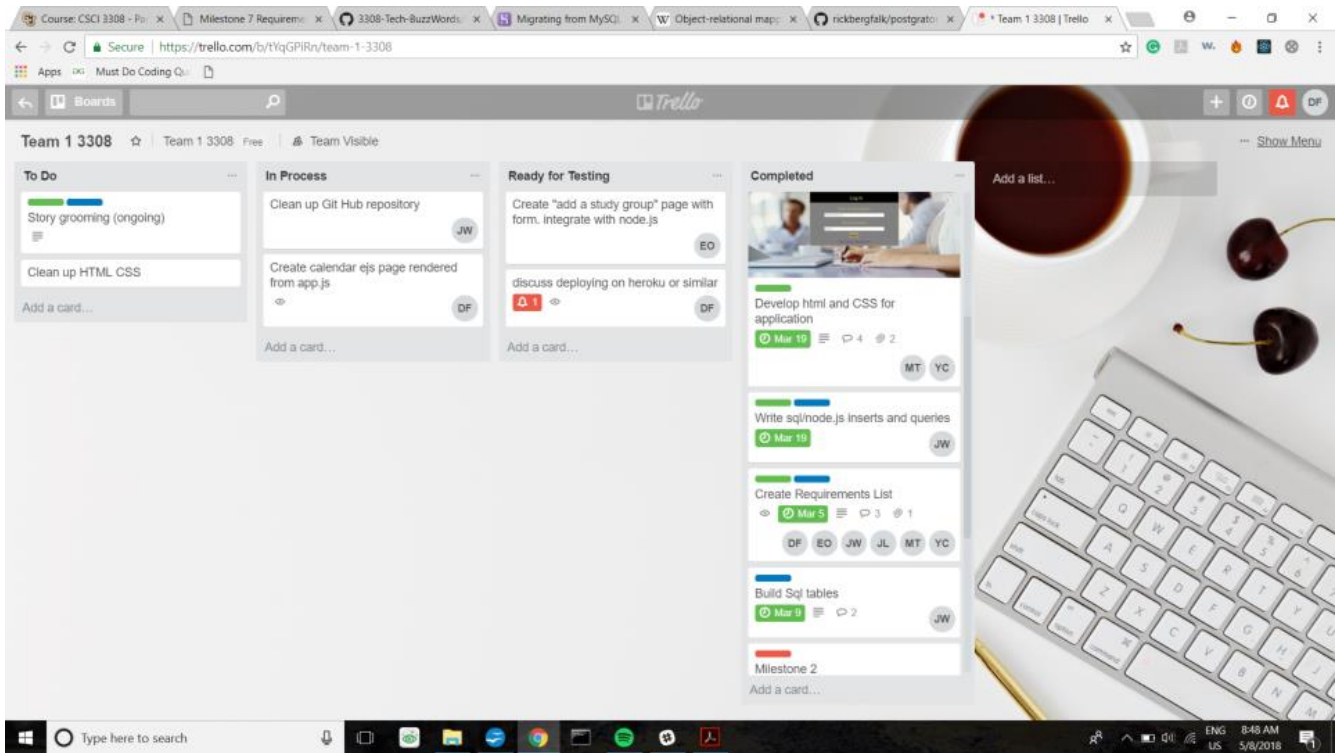 Course: CSCI 3308 - Pa
Milestone 7 Requireme
3308-Tech-BuzzWords
Migrating from MySQL
Object-relational mapp
rickbergfalk/postgrato
* Team 1 3308 | Trello
Secure | https://trello.com/b/tYqGPiRn/team-1-3308
Apps
Must Do Coding Qu
Boards
Trello
DF
Team 1 3308
Team 1 3308 Free
Team Visible
... Show Menu
To Do
Story grooming (ongoing)
Clean up HTML CSS
Add a card...
In Process
Clean up Git Hub repository
JW
Create calendar ejs page rendered
from app.js
DF
Add a card...
Ready for Testing
Create "add a study group" page with
form. integrate with node.js
EO
discuss deploying on heroku or similar
1
DF
Add a card...
Completed
Develop html and CSS for
application
Mar 19 4 2
MT YC
Write sql/node.js inserts and queries
Mar 19
JW
Create Requirements List
Mar 5 3 1
DF EO JW JL MT YC
Build Sql tables
Mar 9 2
JW
Milestone 2
Add a card...
Add a list...
Type here to search
ENG
US
8:48 AM
5/8/2018